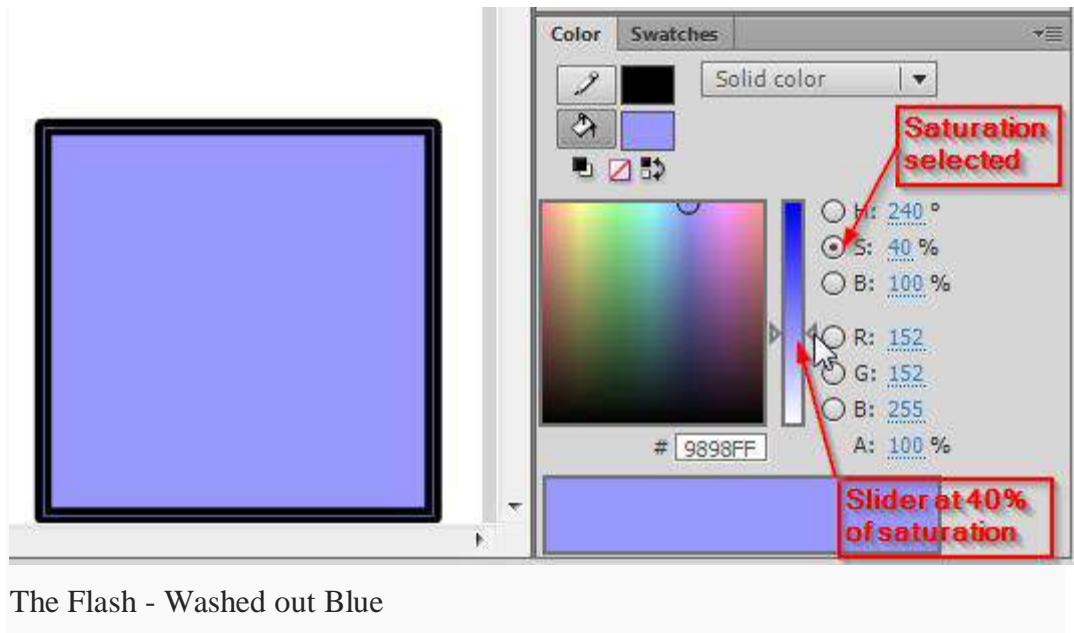 Color Swatches
Solid color
Saturation
selected
H: 240 °
S: 40 %
B: 100 %
R: 152
G: 152
B: 255
# 9898FF A: 100 %
Slider at 40%
of saturation
The Flash - Washed out Blue